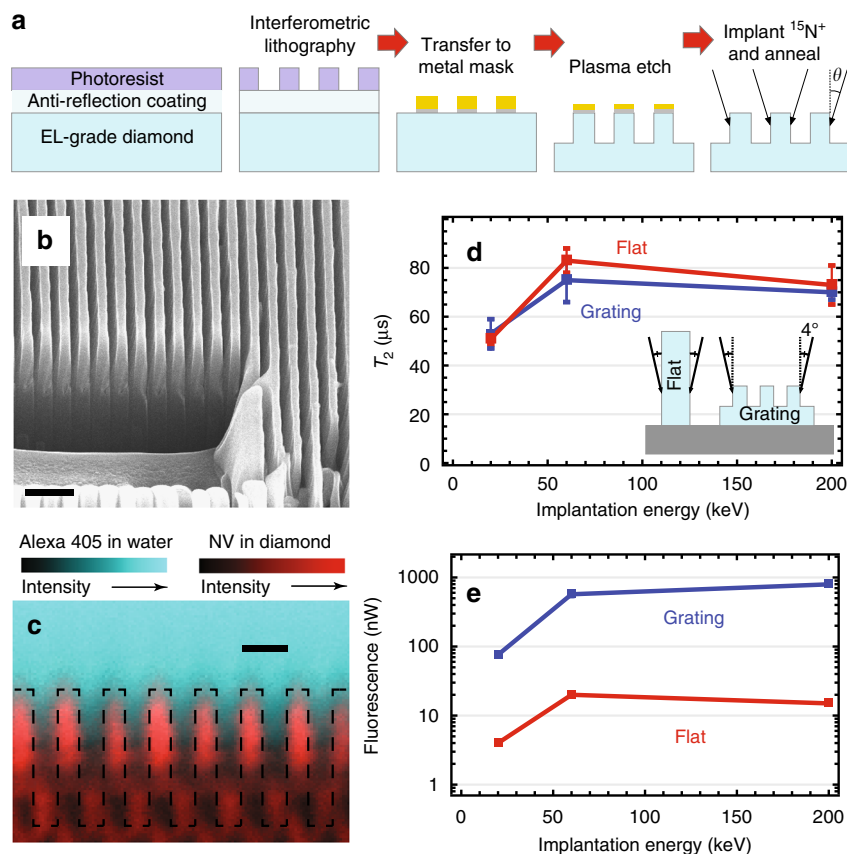 a
Interferometric
lithography
Transfer to
metal mask
Plasma etch
Implant ¹⁵N⁺
and anneal
θ
Photoresist
Anti-reflection coating
EL-grade diamond
b
d
Flat
Grating
4°
Flat
Grating
T₂ (μs)
80
60
40
20
0
0 50 100 150 200
Implantation energy (keV)
Alexa 405 in water
NV in diamond
Intensity
Intensity
c
e
Grating
Flat
Fluorescence (nW)
1000
100
10
1
0 50 100 150 200
Implantation energy (keV)